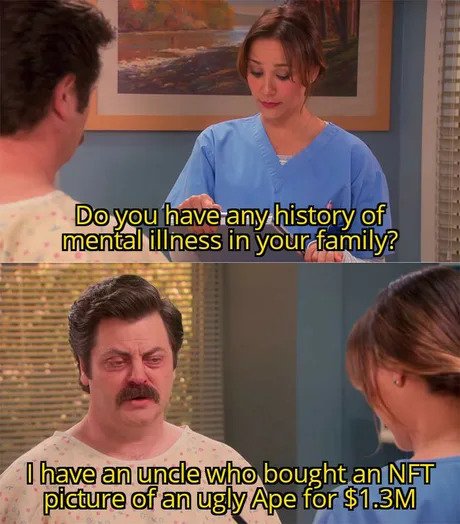 Do you have any history of
mental illness in your family?
I have an uncle who bought an NFT
picture of an ugly Ape for $1.3M